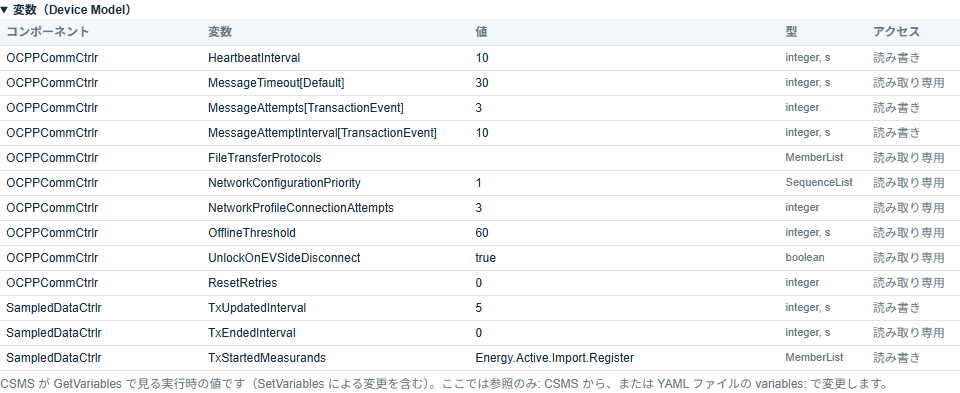 ▼ 変数（Device Model）
コンポーネント 変数 値 型 アクセス
OCPPCommCtrlr HeartbeatInterval 10 integer, s 読み書き
OCPPCommCtrlr MessageTimeout[Default] 30 integer, s 読み取り専用
OCPPCommCtrlr MessageAttempts[TransactionEvent] 3 integer 読み書き
OCPPCommCtrlr MessageAttemptInterval[TransactionEvent] 10 integer, s 読み書き
OCPPCommCtrlr FileTransferProtocols MemberList 読み取り専用
OCPPCommCtrlr NetworkConfigurationPriority 1 SequenceList 読み取り専用
OCPPCommCtrlr NetworkProfileConnectionAttempts 3 integer 読み取り専用
OCPPCommCtrlr OfflineThreshold 60 integer, s 読み取り専用
OCPPCommCtrlr UnlockOnEVSideDisconnect true boolean 読み取り専用
OCPPCommCtrlr ResetRetries 0 integer 読み取り専用
SampledDataCtrlr TxUpdatedInterval 5 integer, s 読み書き
SampledDataCtrlr TxEndedInterval 0 integer, s 読み取り専用
SampledDataCtrlr TxStartedMeasurands Energy.Active.Import.Register MemberList 読み書き
CSMS が GetVariables で見る実行時の値です（SetVariables による変更を含む）。ここでは参照のみ: CSMS から、または YAML ファイルの variables: で変更します。